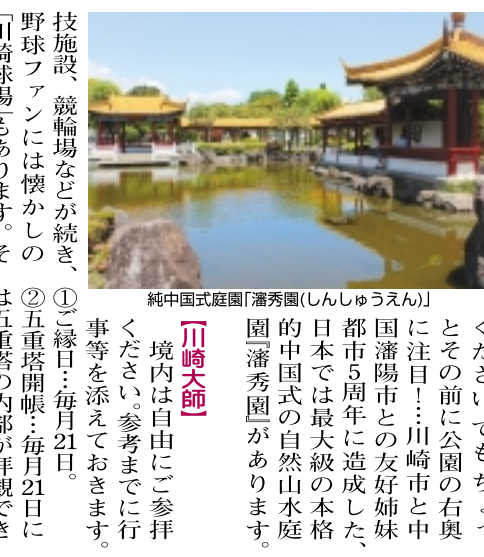 技施設、競輪場などが続き、
野球ファンには懐かしの
「川崎球場」もあります。そ
純中国式庭園「瀋秀園(しんしゅうえん)」
くださいでもちょっ
とその前に公園の右奥
に注目!…川崎市と中
国瀋陽市との友好姉妹
都市5周年に造成した、
日本では最大級の本格
的中国式の自然山水庭
園『瀋秀園』があります。
【川崎大師】
境内は自由にご参拝
ください。参考までに行
事等を添えておきます。
①ご縁日…毎月21日。
②五重塔開帳…毎月21日に
は五重塔の内部が拝観でき